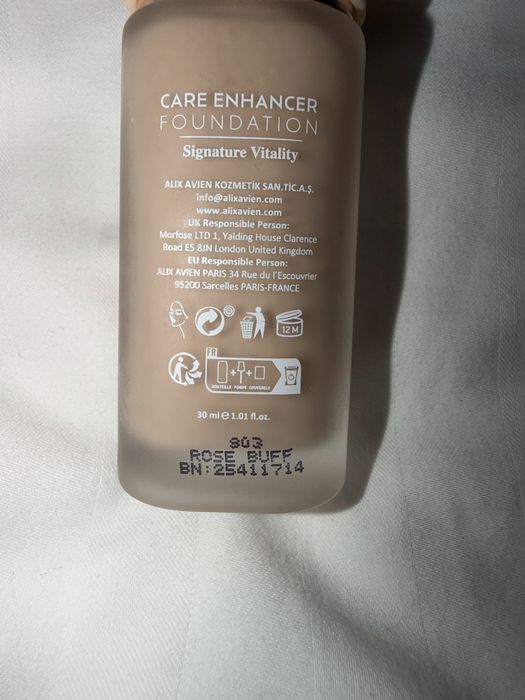 CARE ENHANCER
FOUNDATION
Signature Vitality
ALIX AVIEN KOZMETİK SAN.TİC.A.Ş.
info@alixavien.com
www.alixavien.com
UK Responsible Person:
Morfose LTD 1, Yalding House Clarence
Road E5 8JN London United Kingdom
EU Responsible Person:
ALIX AVIEN PARIS 34 Rue du l'Escouvrier
95200 Sarcelles PARIS-FRANCE
12 M
FR
BOUTEILLE POMPE COUVERCLE
30 ml e 1.01 fl.oz.
803
ROSE BUFF
BN:25411714